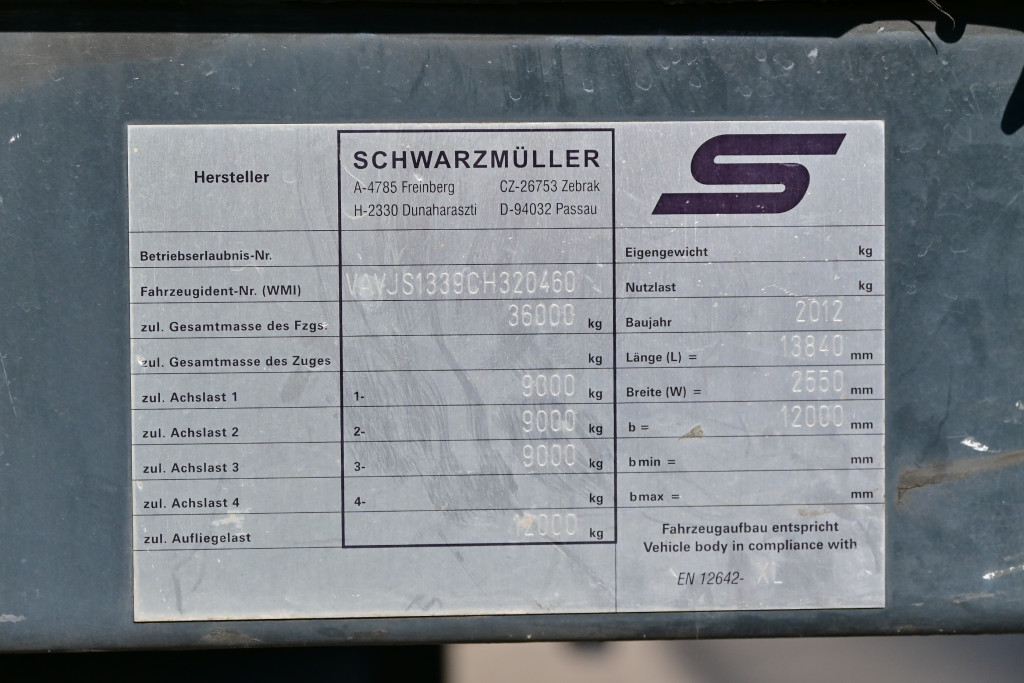 Hersteller
SCHWARZMÜLLER
A-4785 Freinberg CZ-26753 Zebrak
H-2330 Dunaharaszti D-94032 Passau
Betriebserlaubnis-Nr.
Fahrzeugident-Nr. (WMI) VAVJS1339CH320460
zul. Gesamtmasse des Fzgs. 36000 kg
zul. Gesamtmasse des Zuges kg
zul. Achslast 1 1- 9000 kg
zul. Achslast 2 2- 9000 kg
zul. Achslast 3 3- 9000 kg
zul. Achslast 4 4- kg
zul. Aufliegelast 12000 kg
Eigengewicht kg
Nutzlast kg
Baujahr 2012
Länge (L) = 13840 mm
Breite (W) = 2550 mm
b = 12000 mm
b min = mm
b max = mm
Fahrzeugaufbau entspricht
Vehicle body in compliance with
EN 12642- XL